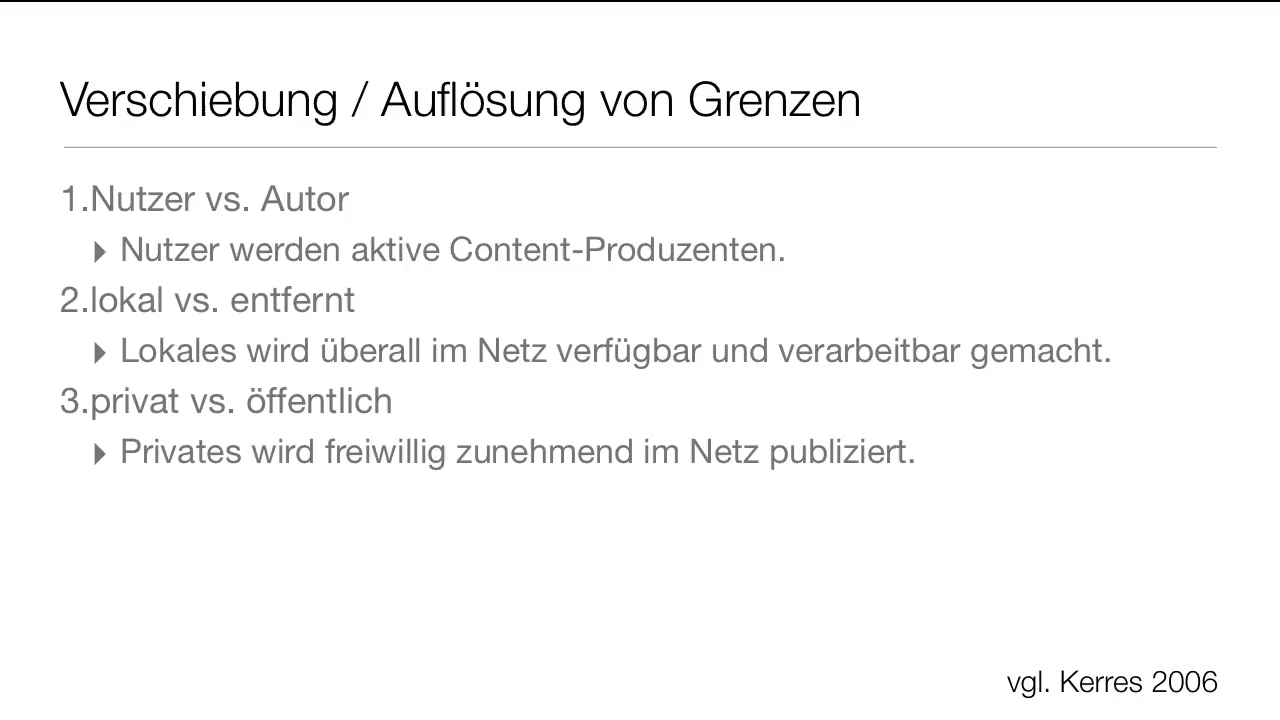 Verschiebung / Auflösung von Grenzen
1.Nutzer vs. Autor
‣ Nutzer werden aktive Content-Produzenten.
2.lokal vs. entfernt
‣ Lokales wird überall im Netz verfügbar und verarbeitbar gemacht.
3.privat vs. öffentlich
‣ Privates wird freiwillig zunehmend im Netz publiziert.
vgl. Kerres 2006